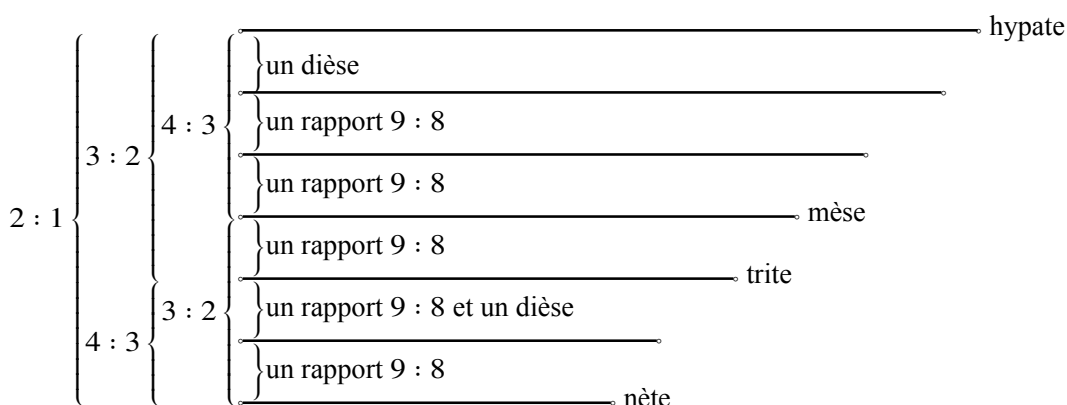 hypate
un dièse
4 : 3
un rapport 9 : 8
3 : 2
un rapport 9 : 8
2 : 1
mèse
un rapport 9 : 8
trite
3 : 2
un rapport 9 : 8 et un dièse
4 : 3
un rapport 9 : 8
nète